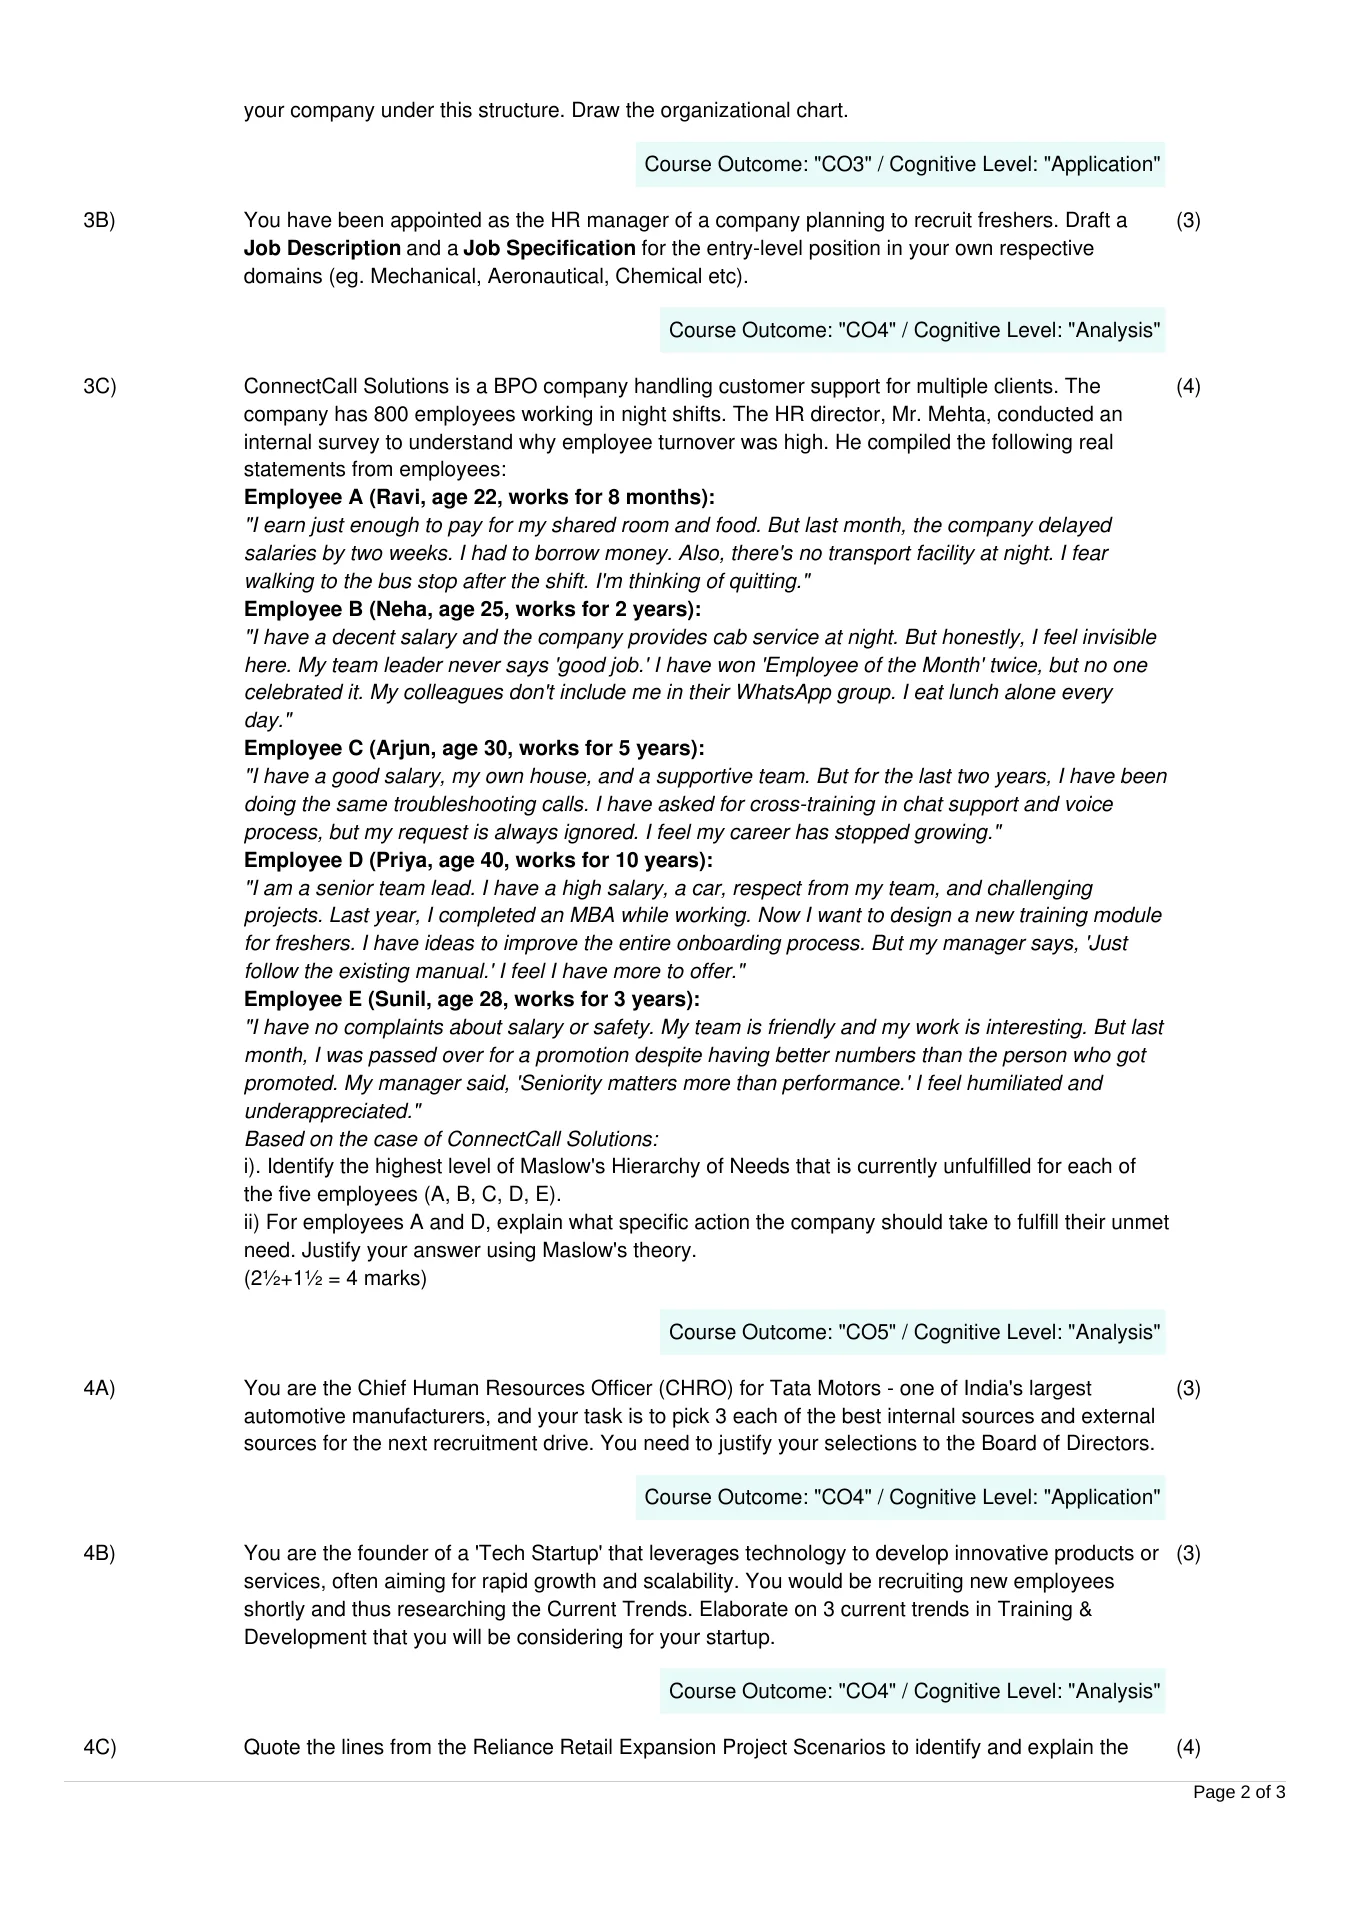 your company under this structure. Draw the organizational chart.
Course Outcome: "CO3" / Cognitive Level: "Application"
3B) You have been appointed as the HR manager of a company planning to recruit freshers. Draft a (3)
Job Description and a Job Specification for the entry-level position in your own respective
domains (eg. Mechanical, Aeronautical, Chemical etc).
Course Outcome: "CO4" / Cognitive Level: "Analysis"
3C) ConnectCall Solutions is a BPO company handling customer support for multiple clients. The (4)
company has 800 employees working in night shifts. The HR director, Mr. Mehta, conducted an
internal survey to understand why employee turnover was high. He compiled the following real
statements from employees:
Employee A (Ravi, age 22, works for 8 months):
"I earn just enough to pay for my shared room and food. But last month, the company delayed
salaries by two weeks. I had to borrow money. Also, there's no transport facility at night. I fear
walking to the bus stop after the shift. I'm thinking of quitting."
Employee B (Neha, age 25, works for 2 years):
"I have a decent salary and the company provides cab service at night. But honestly, I feel invisible
here. My team leader never says 'good job.' I have won 'Employee of the Month' twice, but no one
celebrated it. My colleagues don't include me in their WhatsApp group. I eat lunch alone every
day."
Employee C (Arjun, age 30, works for 5 years):
"I have a good salary, my own house, and a supportive team. But for the last two years, I have been
doing the same troubleshooting calls. I have asked for cross-training in chat support and voice
process, but my request is always ignored. I feel my career has stopped growing."
Employee D (Priya, age 40, works for 10 years):
"I am a senior team lead. I have a high salary, a car, respect from my team, and challenging
projects. Last year, I completed an MBA while working. Now I want to design a new training module
for freshers. I have ideas to improve the entire onboarding process. But my manager says, 'Just
follow the existing manual.' I feel I have more to offer."
Employee E (Sunil, age 28, works for 3 years):
"I have no complaints about salary or safety. My team is friendly and my work is interesting. But last
month, I was passed over for a promotion despite having better numbers than the person who got
promoted. My manager said, 'Seniority matters more than performance.' I feel humiliated and
underappreciated."
Based on the case of ConnectCall Solutions:
i). Identify the highest level of Maslow's Hierarchy of Needs that is currently unfulfilled for each of
the five employees (A, B, C, D, E).
ii) For employees A and D, explain what specific action the company should take to fulfill their unmet
need. Justify your answer using Maslow's theory.
(2½+1½ = 4 marks)
Course Outcome: "CO5" / Cognitive Level: "Analysis"
4A) You are the Chief Human Resources Officer (CHRO) for Tata Motors - one of India's largest (3)
automotive manufacturers, and your task is to pick 3 each of the best internal sources and external
sources for the next recruitment drive. You need to justify your selections to the Board of Directors.
Course Outcome: "CO4" / Cognitive Level: "Application"
4B) You are the founder of a 'Tech Startup' that leverages technology to develop innovative products or (3)
services, often aiming for rapid growth and scalability. You would be recruiting new employees
shortly and thus researching the Current Trends. Elaborate on 3 current trends in Training &
Development that you will be considering for your startup.
Course Outcome: "CO4" / Cognitive Level: "Analysis"
4C) Quote the lines from the Reliance Retail Expansion Project Scenarios to identify and explain the (4)
Page 2 of 3